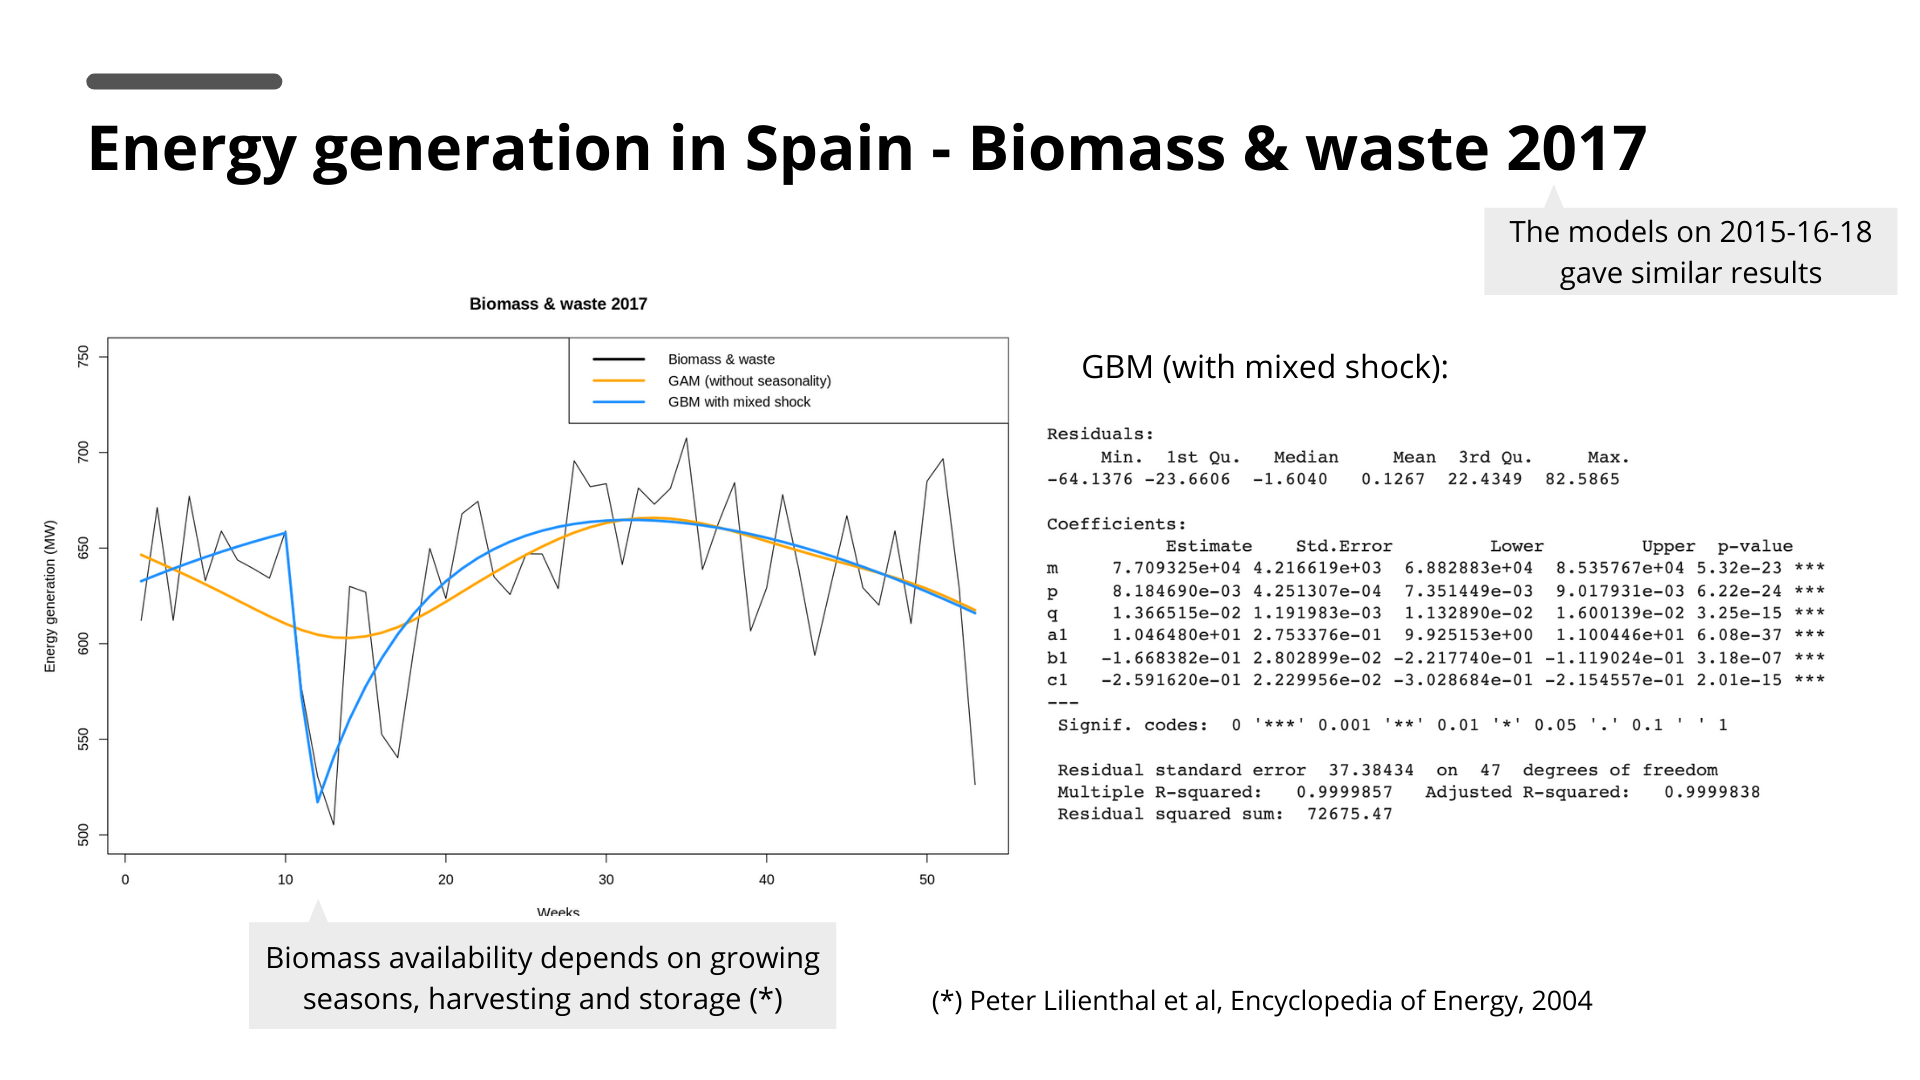 Energy generation in Spain - Biomass & waste 2017
The models on 2015-16-18
gave similar results
Biomass & waste 2017
Biomass & waste
GAM (without seasonality)
GBM with mixed shock
Energy generation (MW)
750
700
650
600
550
500
0 10 20 30 40 50
Weeks
Biomass availability depends on growing
seasons, harvesting and storage (*)
GBM (with mixed shock):
Residuals:
Min. 1st Qu. Median Mean 3rd Qu. Max.
-64.1376 -23.6606 -1.6040 0.1267 22.4349 82.5865
Coefficients:
Estimate Std.Error Lower Upper p-value
m 7.709325e+04 4.216619e+03 6.882883e+04 8.535767e+04 5.32e-23 ***
p 8.184690e-03 4.251307e-04 7.351449e-03 9.017931e-03 6.22e-24 ***
q 1.366515e-02 1.191983e-03 1.132890e-02 1.600139e-02 3.25e-15 ***
a1 1.046480e+01 2.753376e-01 9.925153e+00 1.100446e+01 6.08e-37 ***
b1 -1.668382e-01 2.802899e-02 -2.217740e-01 -1.119024e-01 3.18e-07 ***
c1 -2.591620e-01 2.229956e-02 -3.028684e-01 -2.154557e-01 2.01e-15 ***
---
Signif. codes: 0 '***' 0.001 '**' 0.01 '*' 0.05 '.' 0.1 ' ' 1
Residual standard error 37.38434 on 47 degrees of freedom
Multiple R-squared: 0.9999857 Adjusted R-squared: 0.9999838
Residual squared sum: 72675.47
(*) Peter Lilienthal et al, Encyclopedia of Energy, 2004